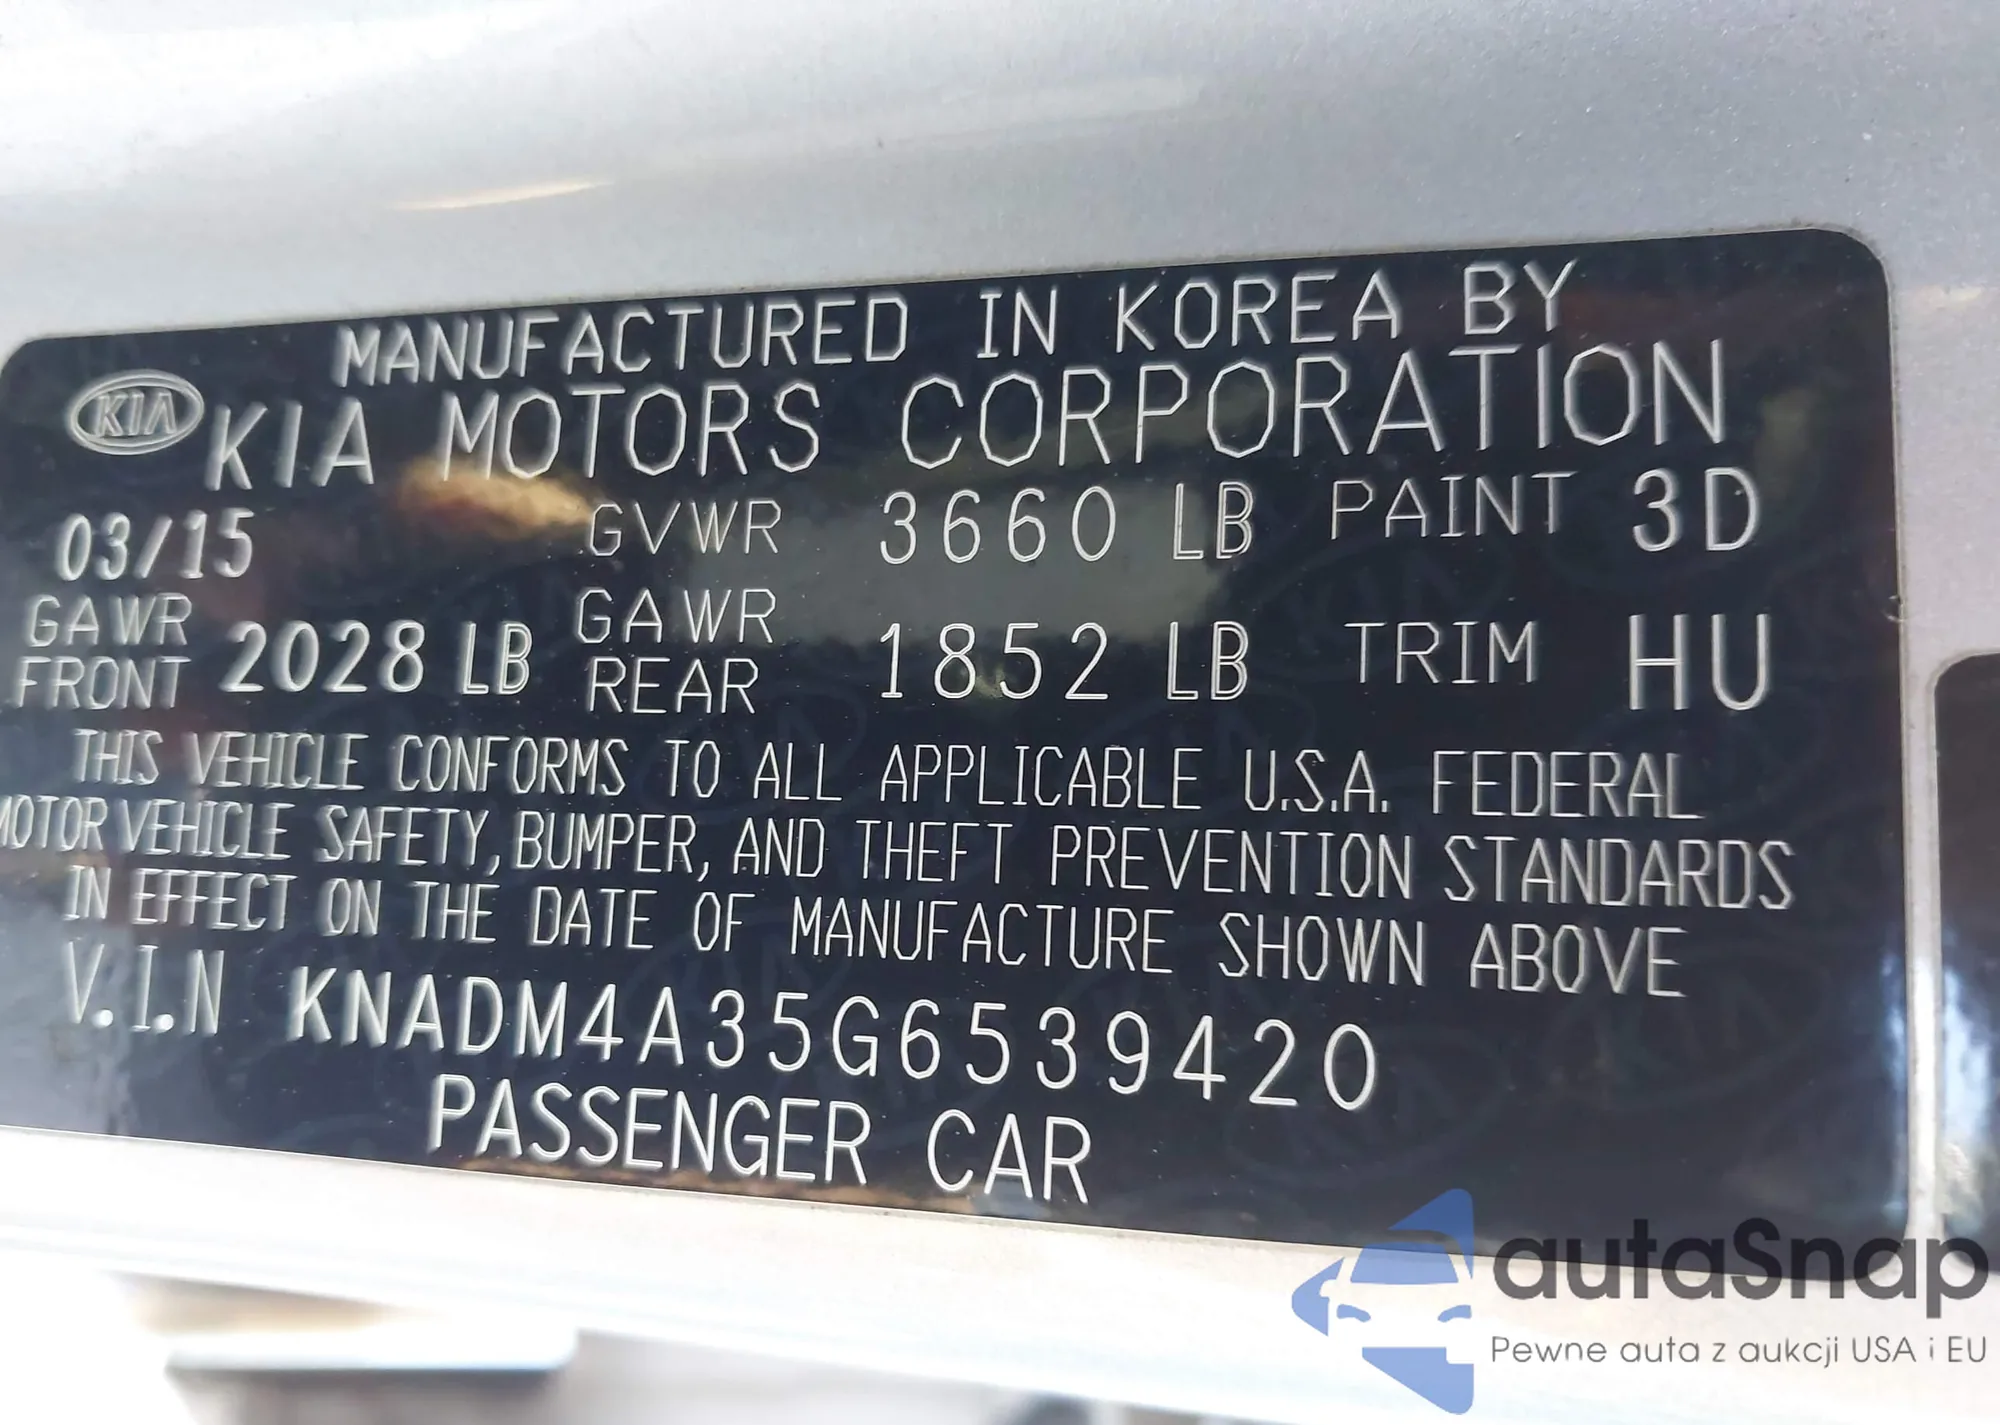 MANUFACTURED IN KOREA BY
KIA KIA MOTORS CORPORATION
03/15 GVWR 3660 LB PAINT 3D
GAWR FRONT 2028 LB GAWR REAR 1852 LB TRIM HU
THIS VEHICLE CONFORMS TO ALL APPLICABLE U.S.A. FEDERAL
MOTOR VEHICLE SAFETY, BUMPER, AND THEFT PREVENTION STANDARDS
IN EFFECT ON THE DATE OF MANUFACTURE SHOWN ABOVE
V.I.N KNADM4A35G6539420
PASSENGER CAR
autaSnap
Pewne auta z aukcji USA i EU